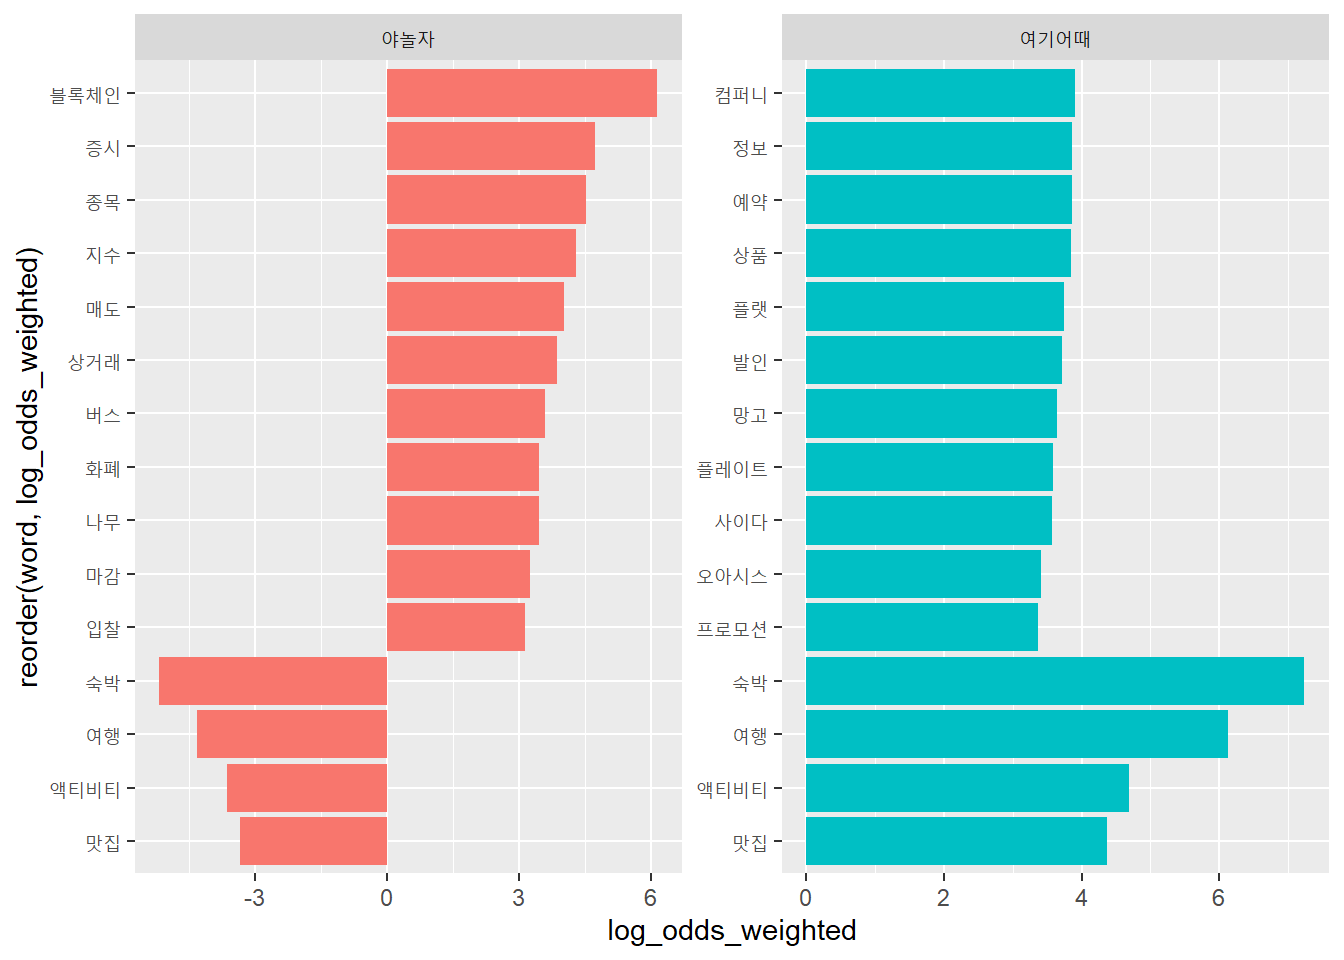 야놀자
블록체인
증시
종목
지수
매도
상거래
버스
화폐
나무
마감
입찰
숙박
여행
액티비티
맛집
-3 0 3 6
여기어때
컴퍼니
정보
예약
상품
플랫
발인
망고
플레이트
사이다
오아시스
프로모션
숙박
여행
액티비티
맛집
0 2 4 6
log_odds_weighted
reorder(word, log_odds_weighted)